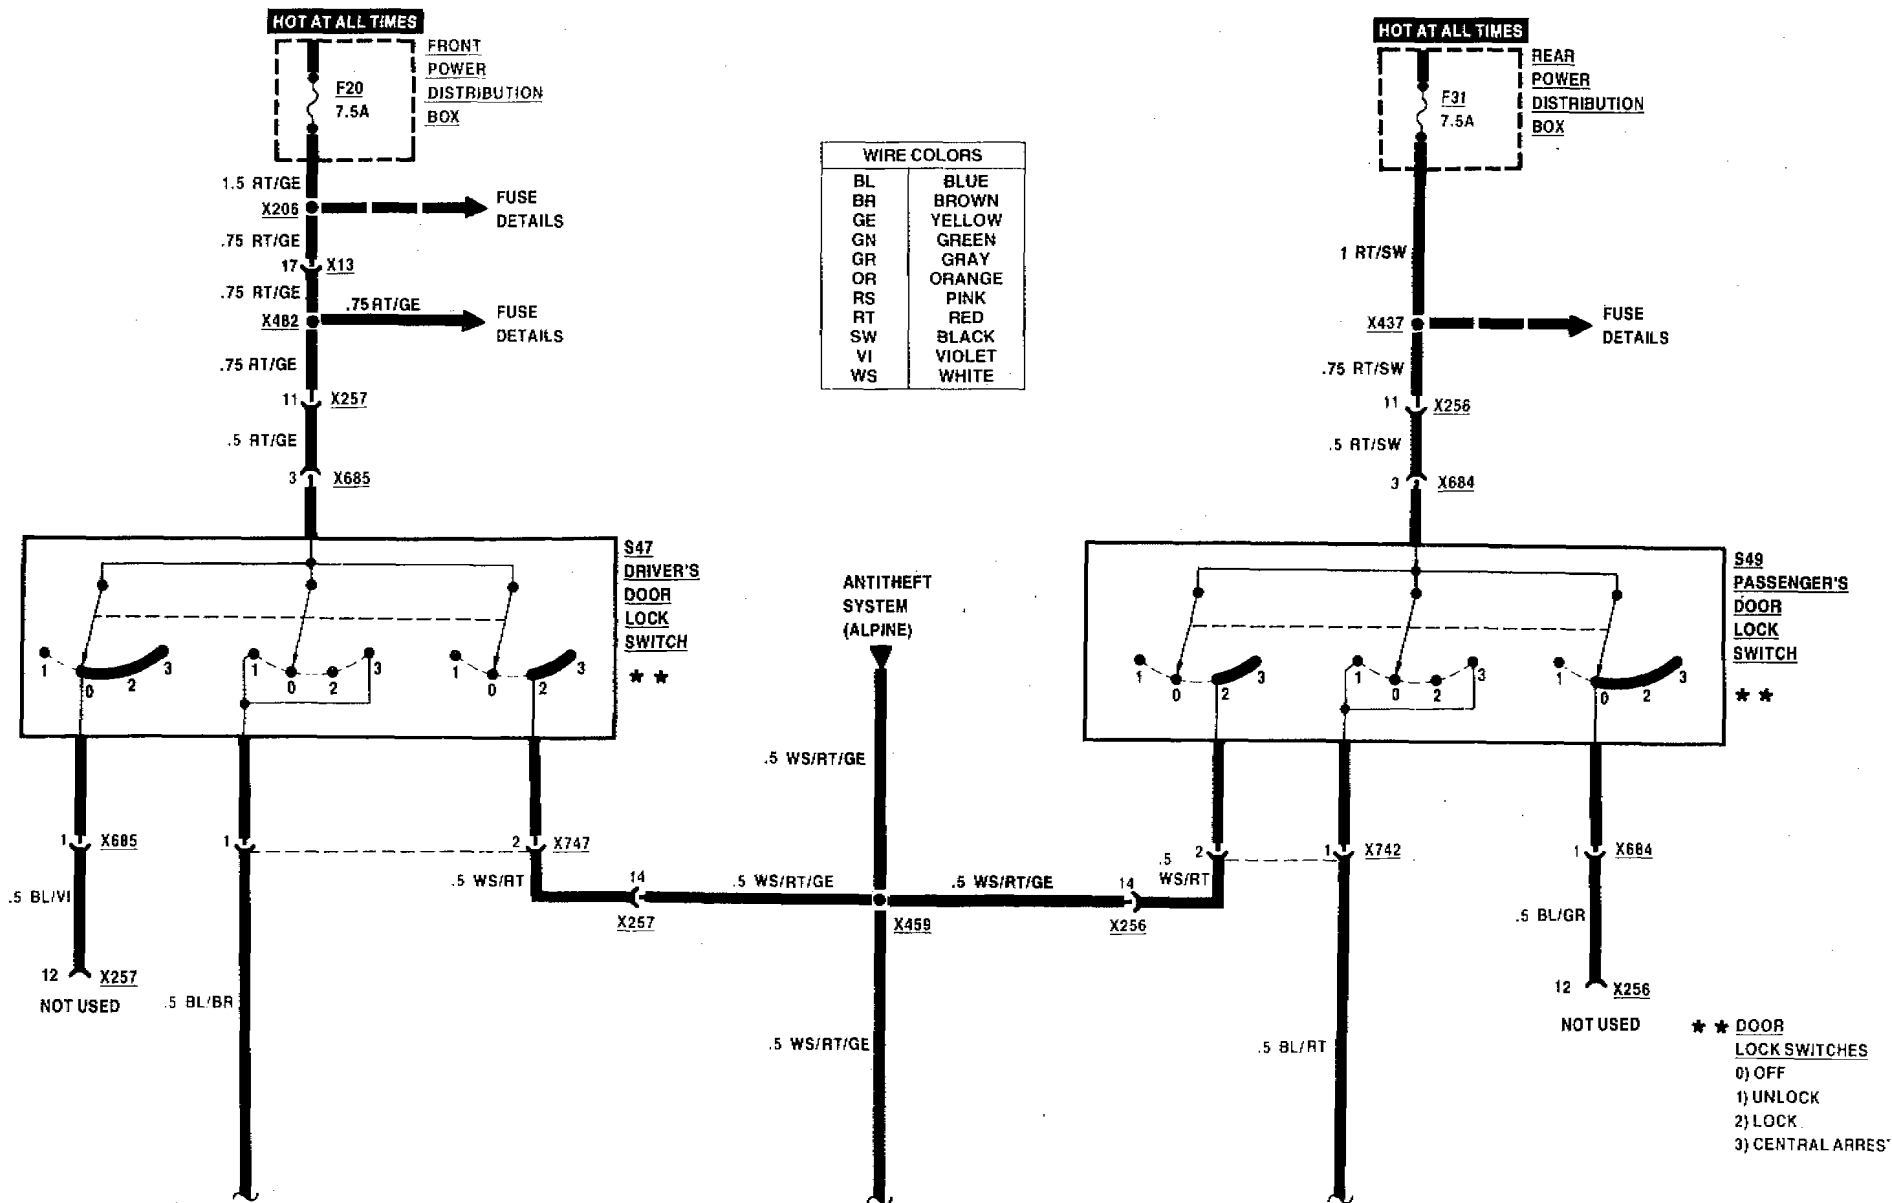 HOT AT ALL TIMES
FRONT
POWER
DISTRIBUTION
BOX
F20
7.5A
1.5 RT/GE
X206
FUSE
DETAILS
.75 RT/GE
17
X13
.75 RT/GE
.75 RT/GE
X482
FUSE
DETAILS
.75 RT/GE
11
X257
.5 RT/GE
3
X685
S47
DRIVER'S
DOOR
LOCK
SWITCH
* *
1
0
2
3
1
0
2
3
1
0
2
3
1
X685
1
2
X747
.5 BL/VI
12
X257
NOT USED
.5 BL/BR
.5 WS/RT
14
X257
.5 WS/RT/GE
WIRE COLORS
BL BLUE
BR BROWN
GE YELLOW
GN GREEN
GR GRAY
OR ORANGE
RS PINK
RT RED
SW BLACK
VI VIOLET
WS WHITE
ANTITHEFT
SYSTEM
(ALPINE)
.5 WS/RT/GE
X459
.5 WS/RT/GE
.5 WS/RT/GE
14
X256
HOT AT ALL TIMES
REAR
POWER
DISTRIBUTION
BOX
F31
7.5A
1 RT/SW
X437
FUSE
DETAILS
.75 RT/SW
11
X256
.5 RT/SW
3
X684
S49
PASSENGER'S
DOOR
LOCK
SWITCH
* *
1
0
2
3
1
0
2
3
1
0
2
3
.5
WS/RT
2
1
X742
1
X684
.5 BL/RT
.5 BL/GR
12
X256
NOT USED
* * DOOR
LOCK SWITCHES
0) OFF
1) UNLOCK
2) LOCK
3) CENTRAL ARRES